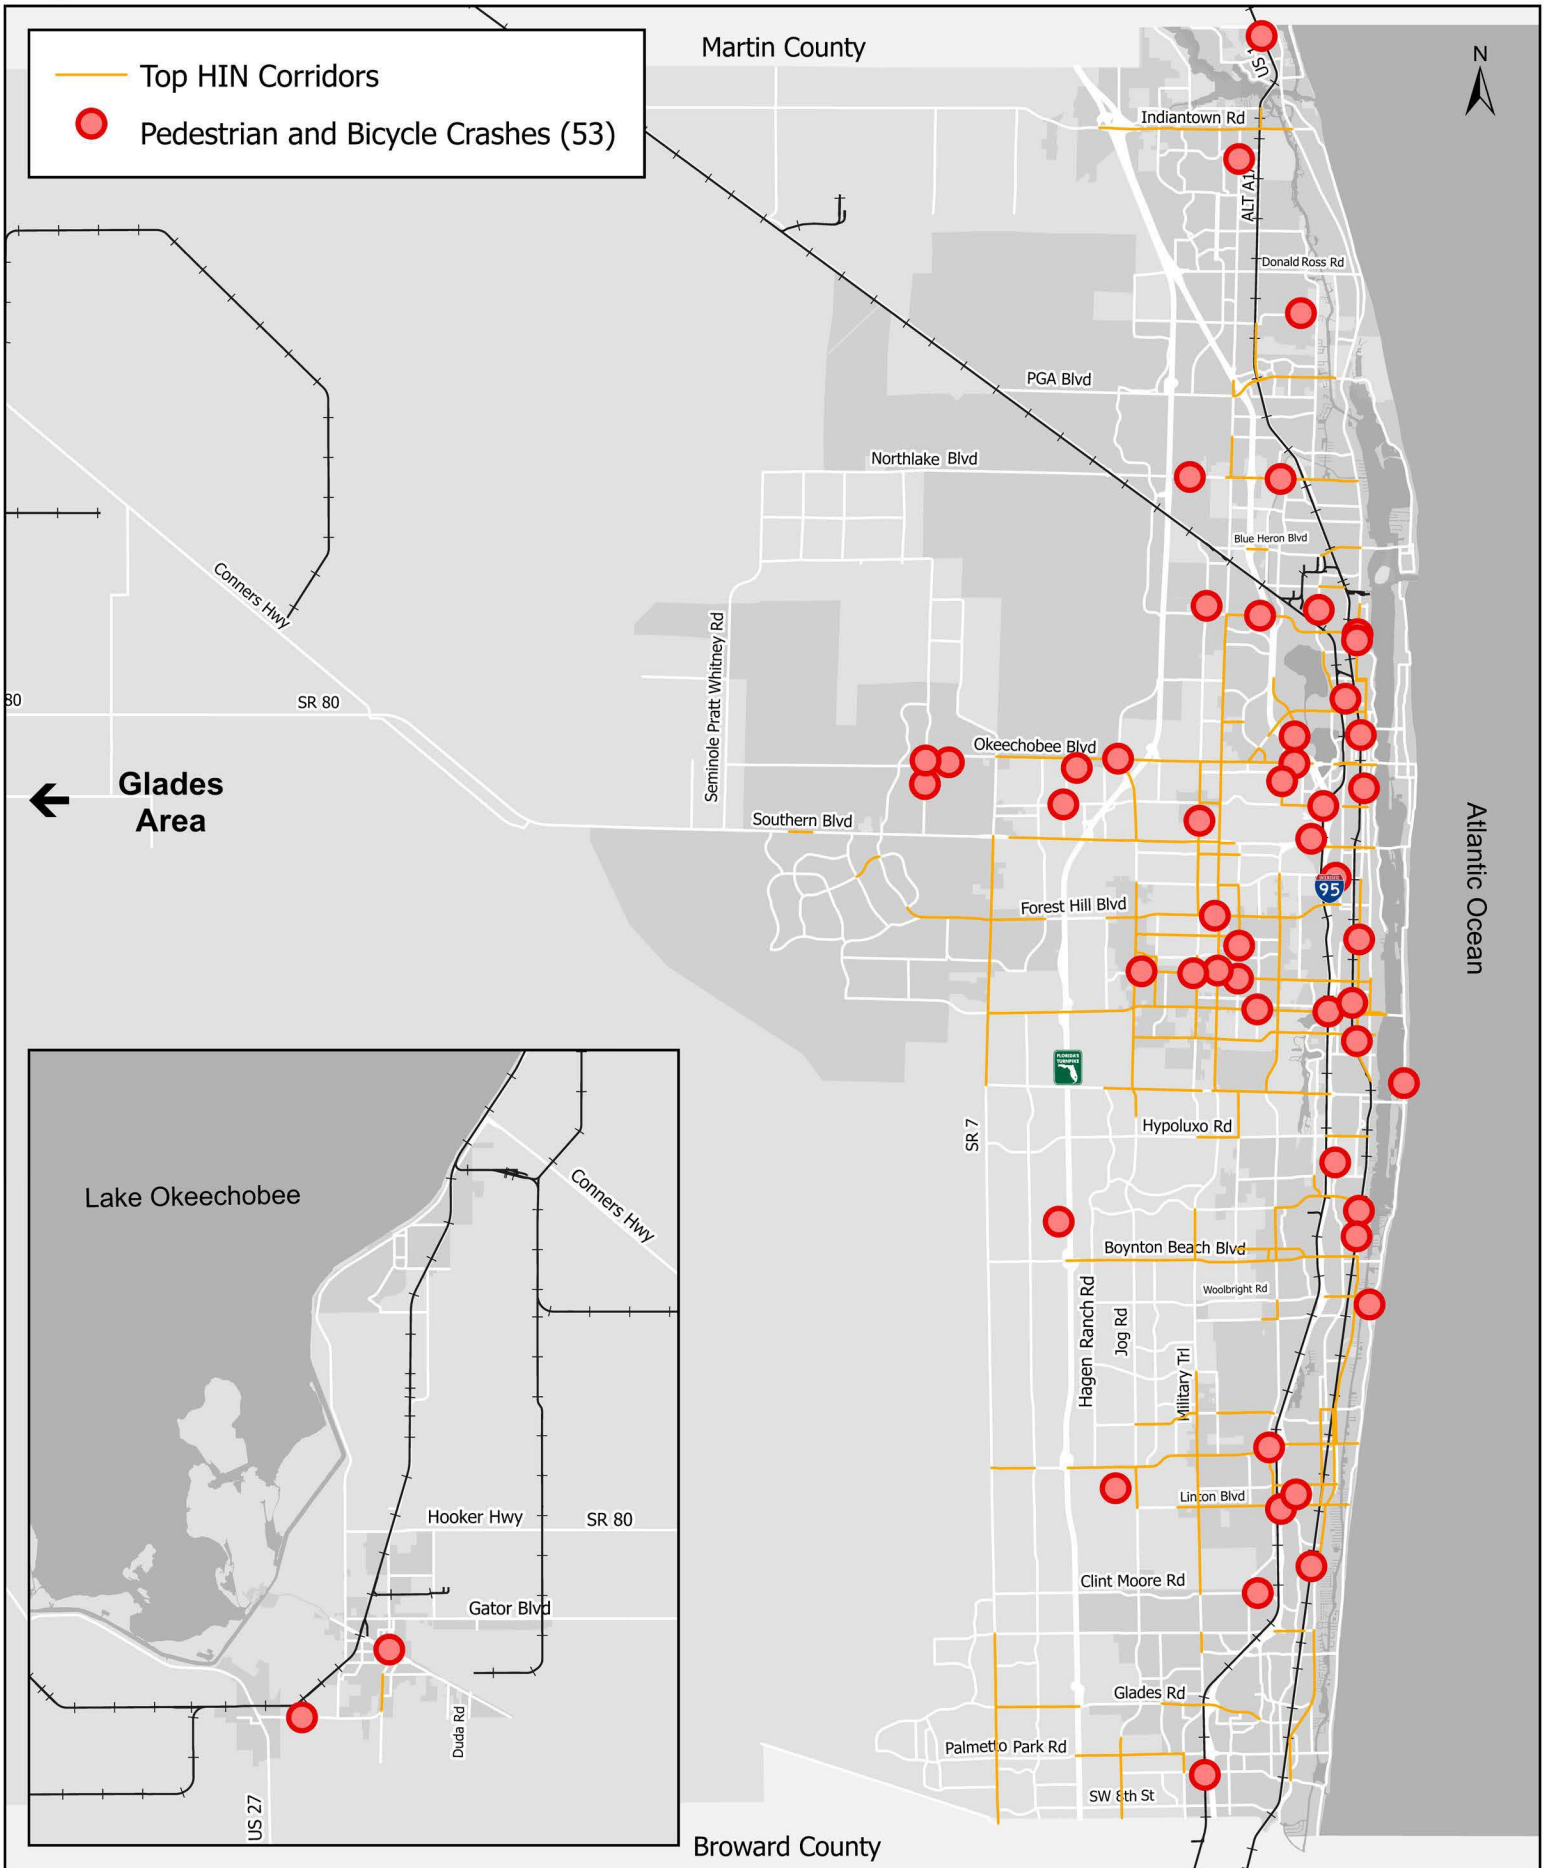 Martin County
N
Top HIN Corridors
Pedestrian and Bicycle Crashes (53)
US 1
Indiantown Rd
ALT A1A
Donald Ross Rd
PGA Blvd
Northlake Blvd
Blue Heron Blvd
Conners Hwy
Seminole Pratt Whitney Rd
80
SR 80
Okeechobee Blvd
Glades
Area
Southern Blvd
Atlantic Ocean
95
Forest Hill Blvd
FLORIDA'S
TURNPIKE
SR 7
Hypoluxo Rd
Lake Okeechobee
Conners Hwy
Boynton Beach Blvd
Woolbright Rd
Hagen Ranch Rd
Jog Rd
Military Trl
Linton Blvd
Hooker Hwy
SR 80
Clint Moore Rd
Gator Blvd
Glades Rd
Duda Rd
Palmetto Park Rd
SW 8th St
US 27
Broward County